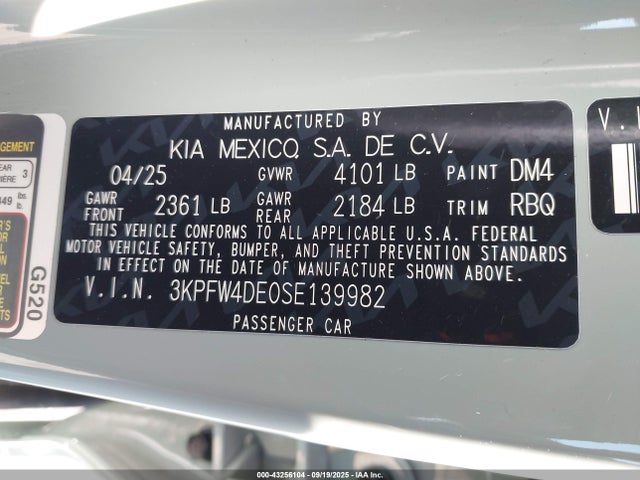 MANUFACTURED BY
KIA MEXICO, S.A. DE C.V.
04/25 GVWR 4101 LB PAINT DM4
GAWR FRONT 2361 LB GAWR REAR 2184 LB TRIM RBQ
THIS VEHICLE CONFORMS TO ALL APPLICABLE U.S.A. FEDERAL
MOTOR VEHICLE SAFETY, BUMPER, AND THEFT PREVENTION STANDARDS
IN EFFECT ON THE DATE OF MANUFACTURE SHOWN ABOVE.
V.I.N. 3KPFW4DE0SE139982
PASSENGER CAR
G520
V.I
000-43256104 - 09/19/2025 - IAA, Inc.